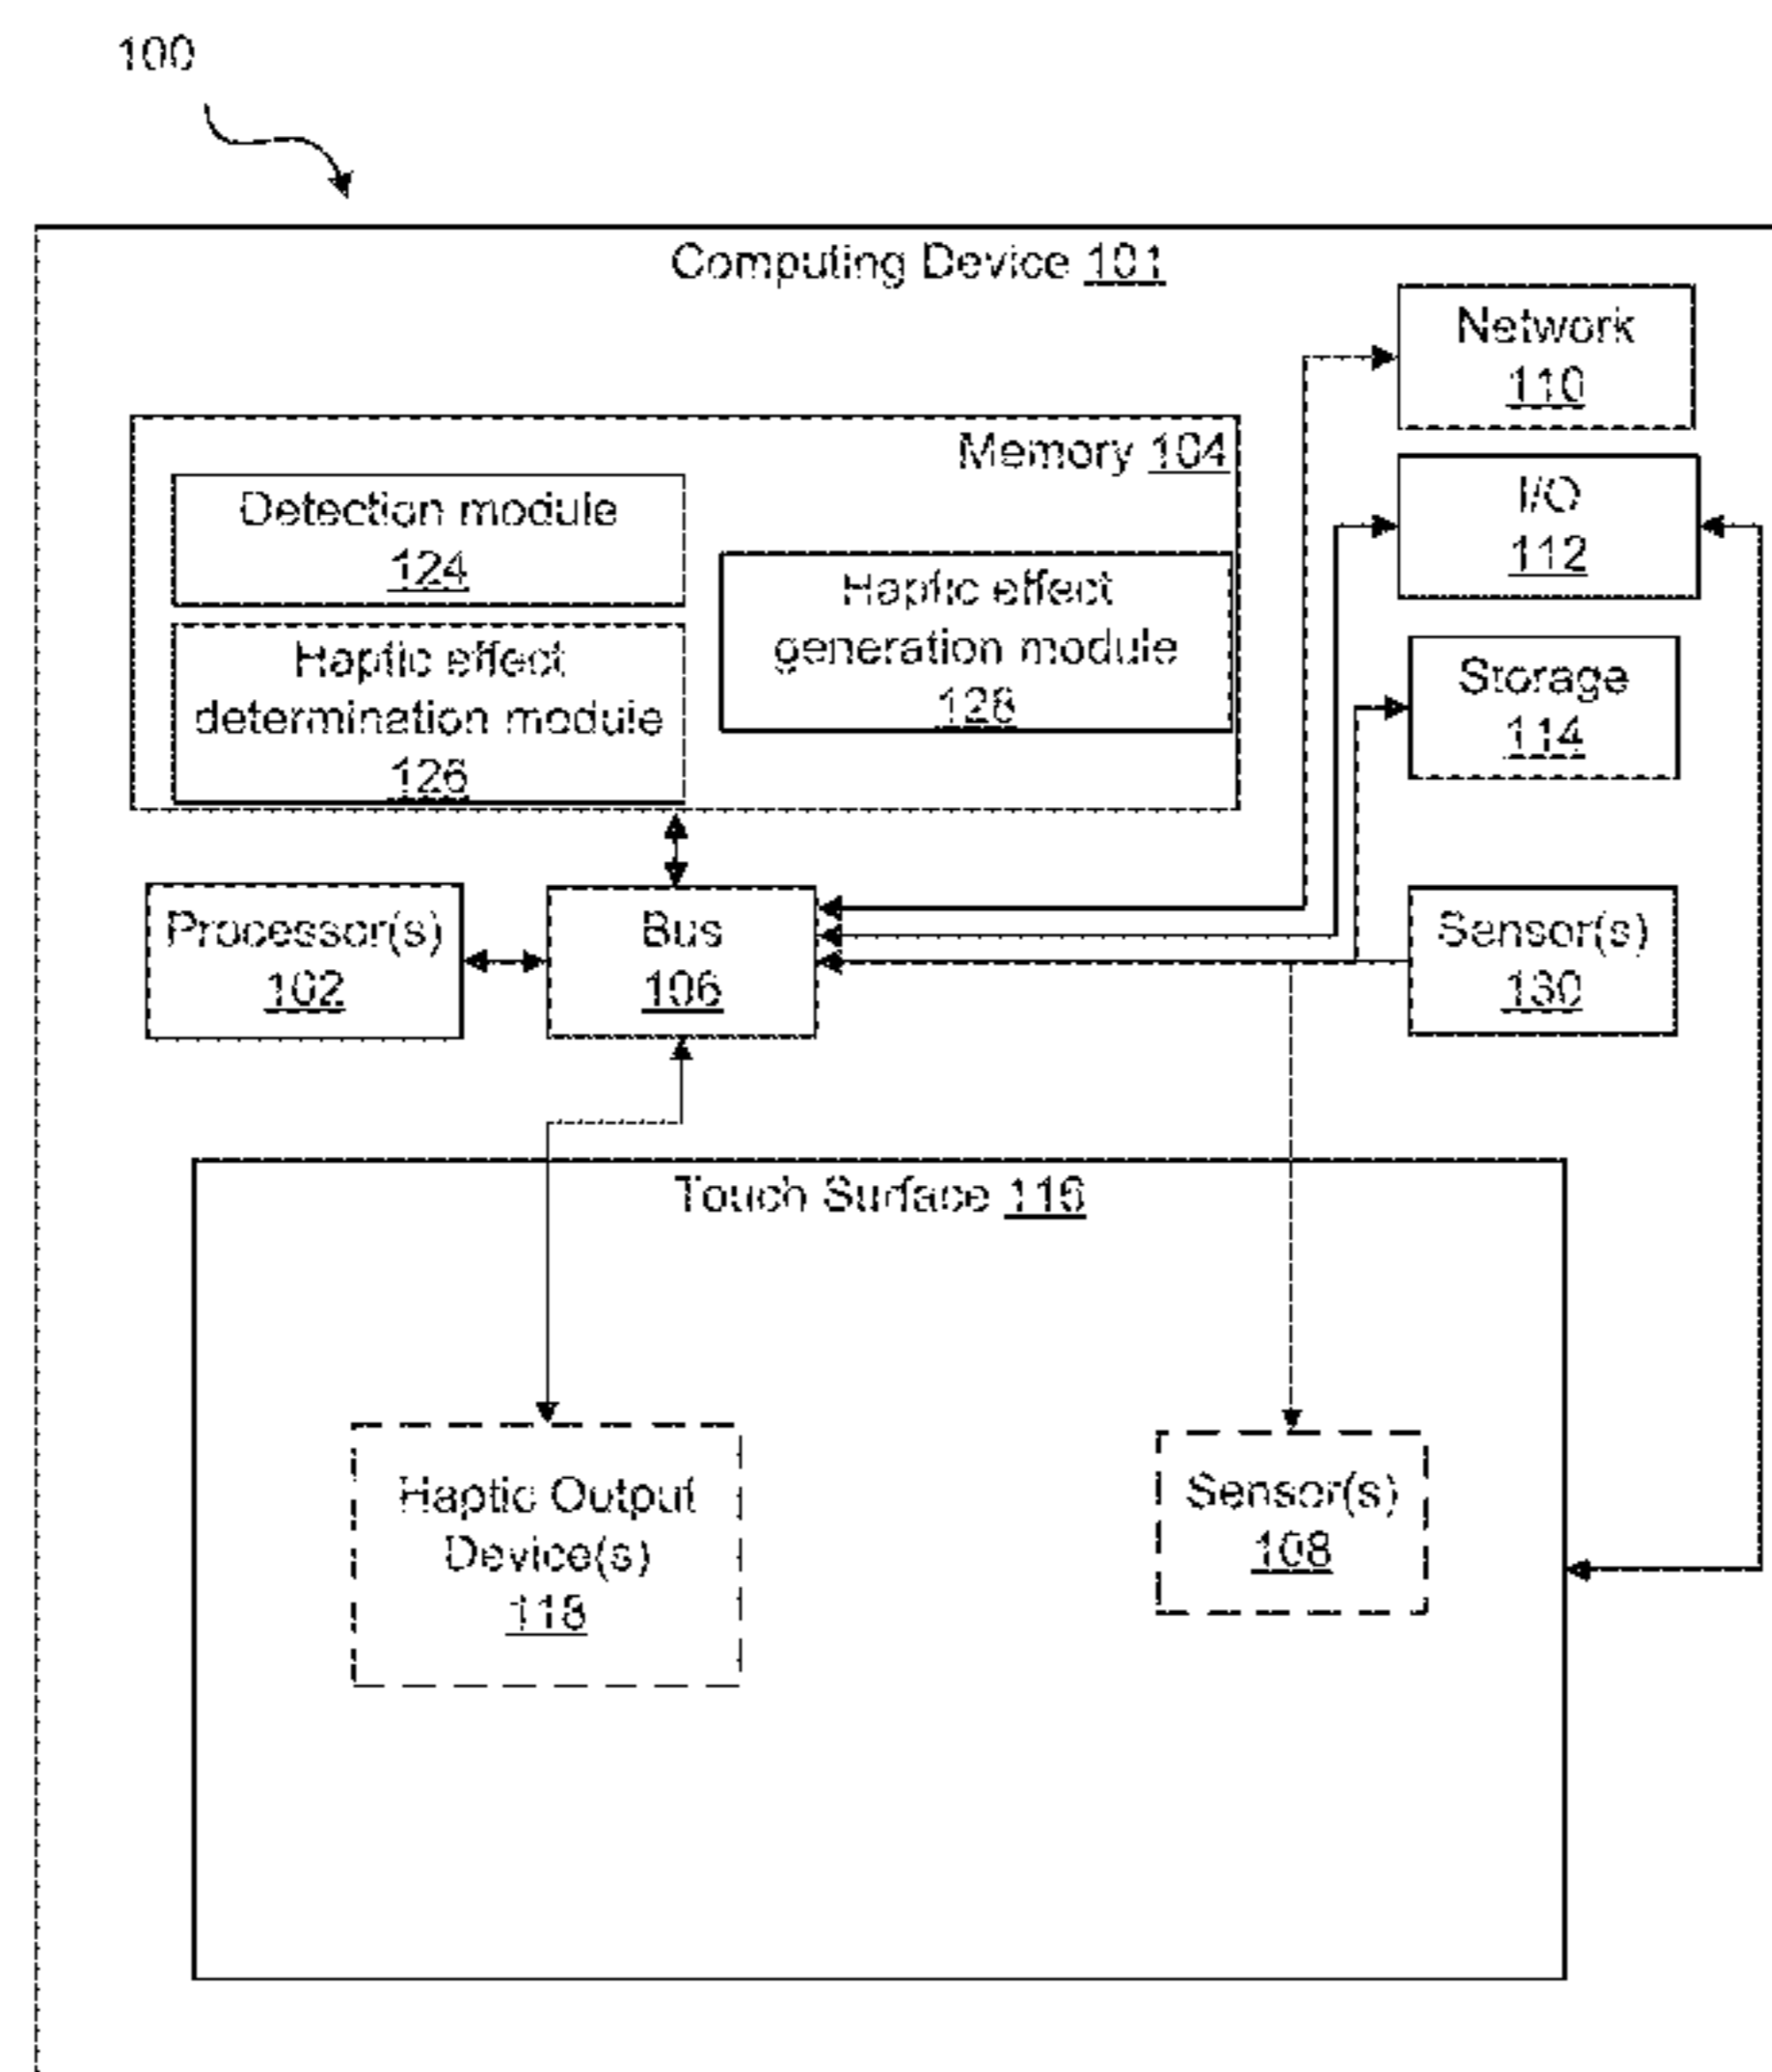 100
Computing Device 101
Network
110
Memory 104
I/O
112
Detection module
124
Haptic effect
generation module
128
Haptic effect
determination module
126
Storage
114
Processor(s)
102
Bus
106
Sensor(s)
130
Touch Surface 116
Haptic Output
Device(s)
118
Sensor(s)
108